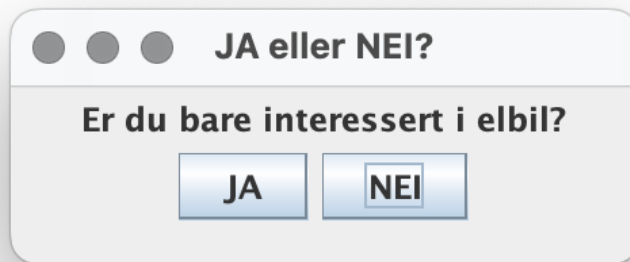 JA eller NEI?
Er du bare interessert i elbil?
JA NEI